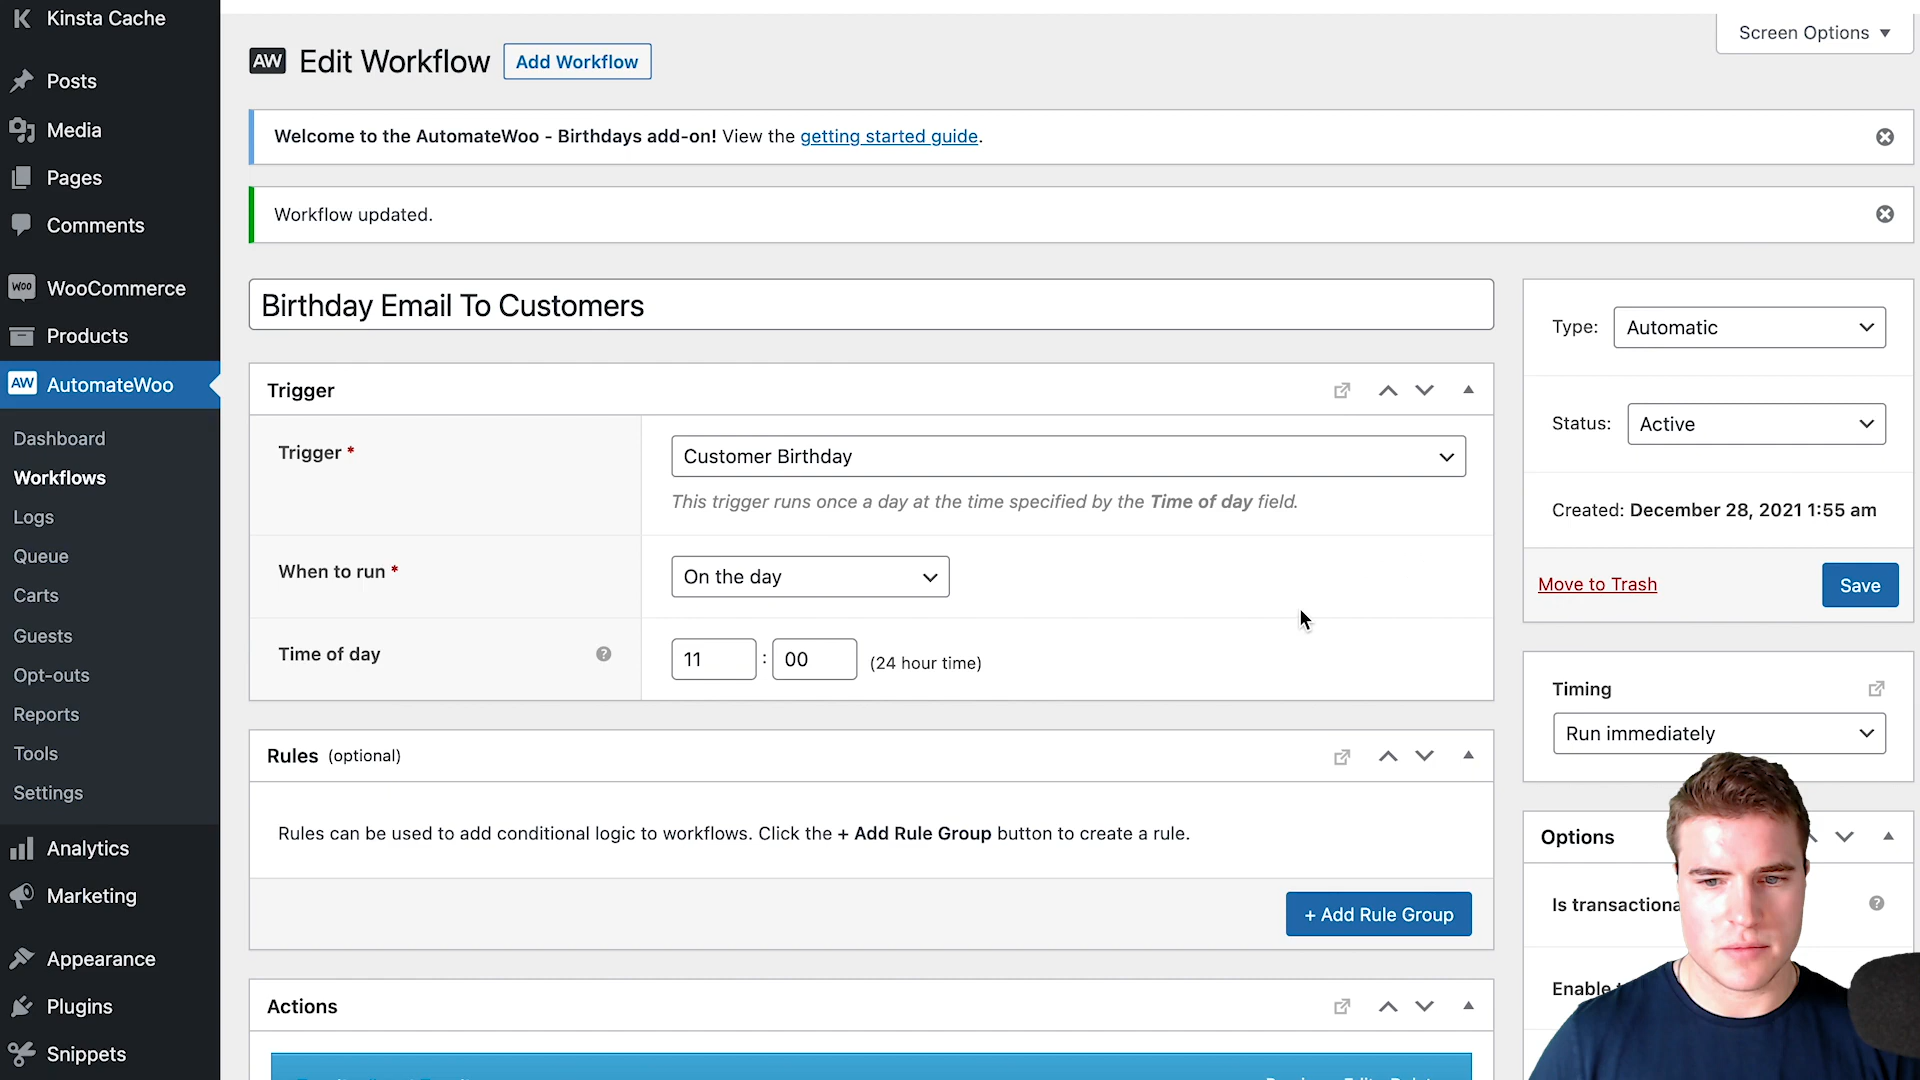 Kinsta Cache
Posts
Media
Pages
Comments
WooCommerce
Products
AutomateWoo
Dashboard
Workflows
Logs
Queue
Carts
Guests
Opt-outs
Reports
Tools
Settings
Analytics
Marketing
Appearance
Plugins
Snippets
Screen Options
AW Edit Workflow Add Workflow
Welcome to the AutomateWoo - Birthdays add-on! View the getting started guide.
Workflow updated.
Birthday Email To Customers
Trigger
Trigger *
Customer Birthday
This trigger runs once a day at the time specified by the Time of day field.
When to run *
On the day
Time of day
11 : 00 (24 hour time)
Rules (optional)
Rules can be used to add conditional logic to workflows. Click the + Add Rule Group button to create a rule.
+ Add Rule Group
Actions
Type: Automatic
Status: Active
Created: December 28, 2021 1:55 am
Move to Trash Save
Timing
Run immediately
Options
Is transactiona
Enable